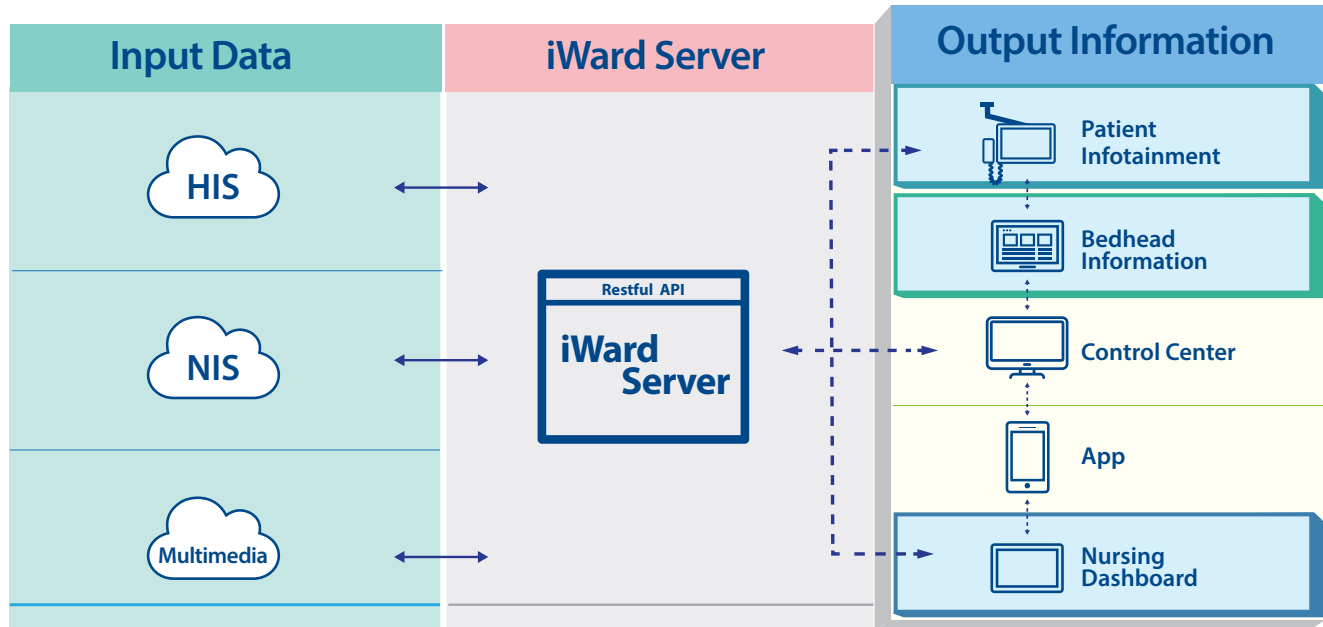 Input Data
iWard Server
Output Information
HIS
NIS
Multimedia
Restful API
iWard
Server
Patient
Infotainment
Bedhead
Information
Control Center
App
Nursing
Dashboard